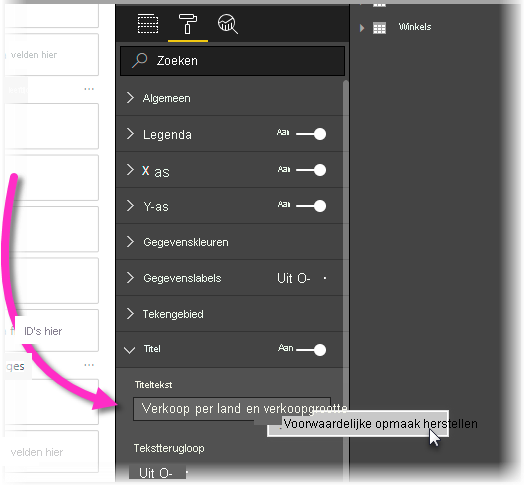 Winkels
velden hier
Zoeken
Algemeen
Legenda Aan
X as Aan
Y-as Aan
Gegevenskleuren
Gegevenslabels Uit O-
Tekengebied
ID's hier
Titel Aan
ges
Titeltekst
Verkoop per land en verkoopgrootte
Voorwaardelijke opmaak herstellen
Tekstterugloop
velden hier
Uit O-